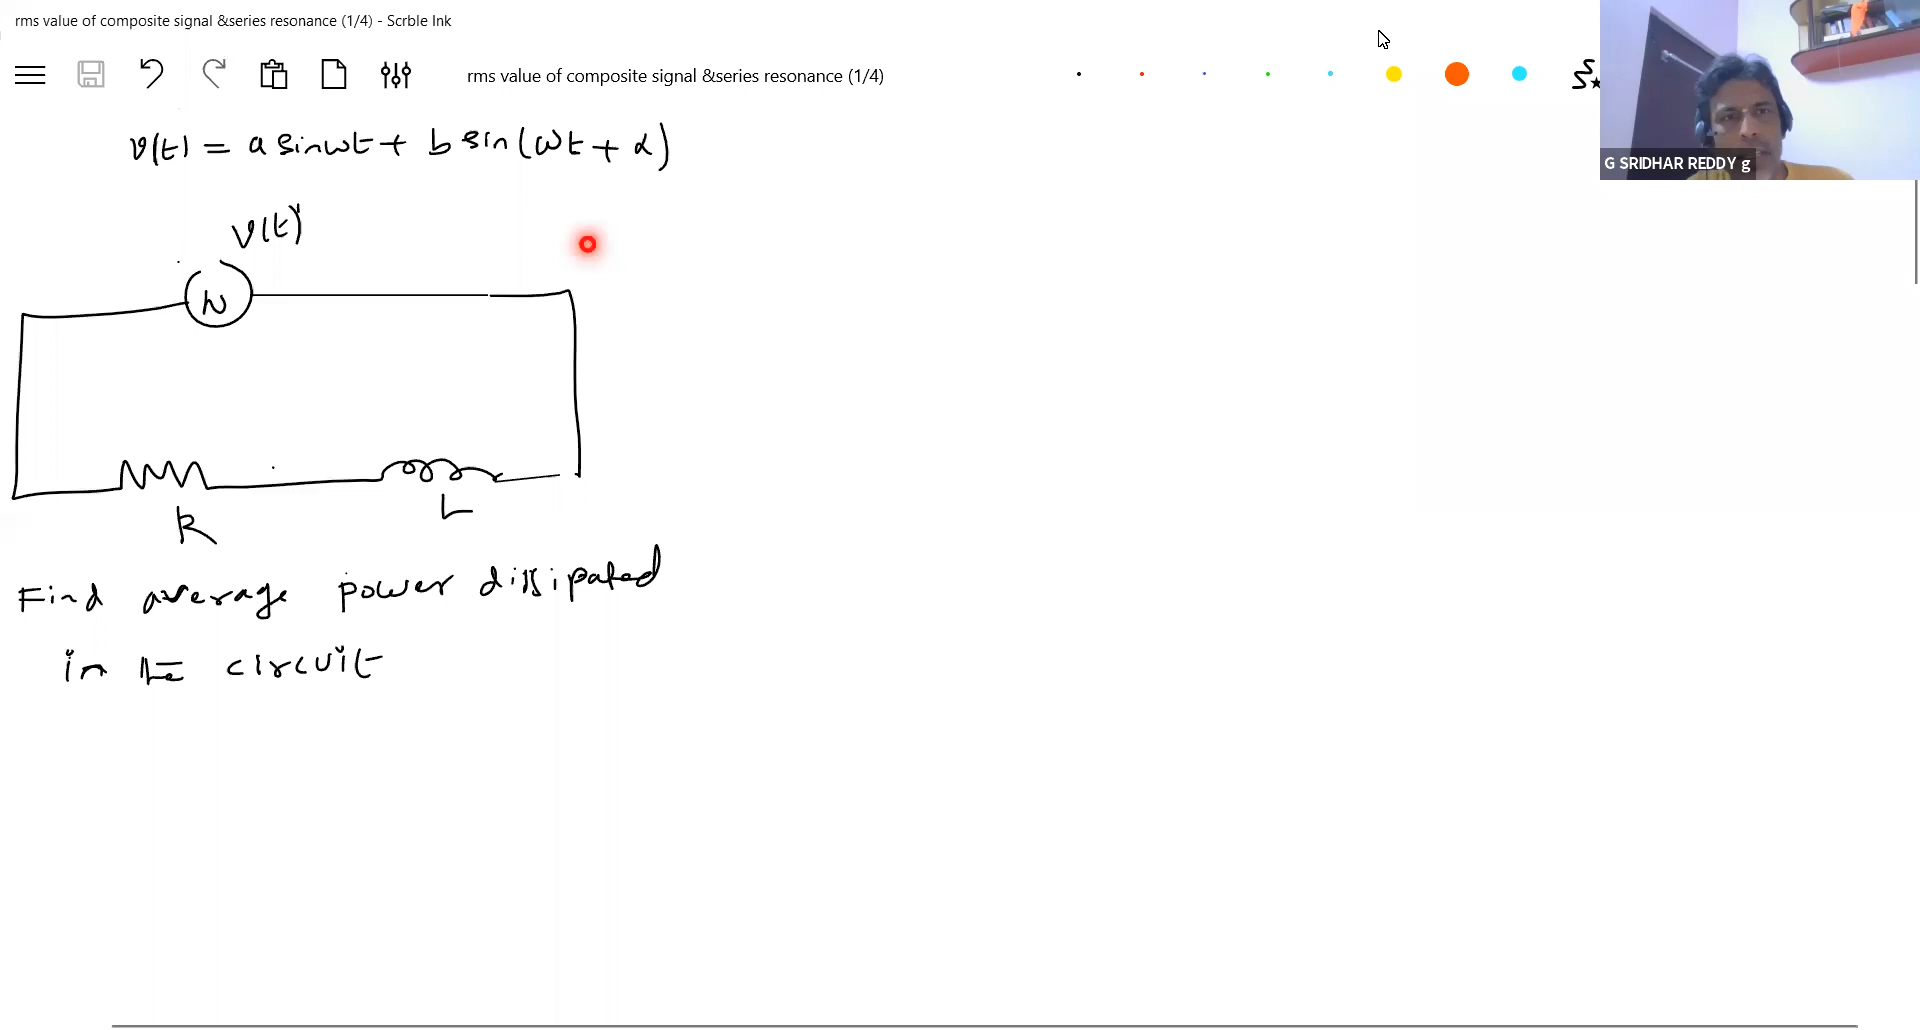 rms value of composite signal &series resonance (1/4) - Scrble Ink
rms value of composite signal &series resonance (1/4)
G SRIDHAR REDDY g
v(t) = a sinωt + b sin(ωt + α)
V(t)
R
L
Find average power dissipated
in the circuit